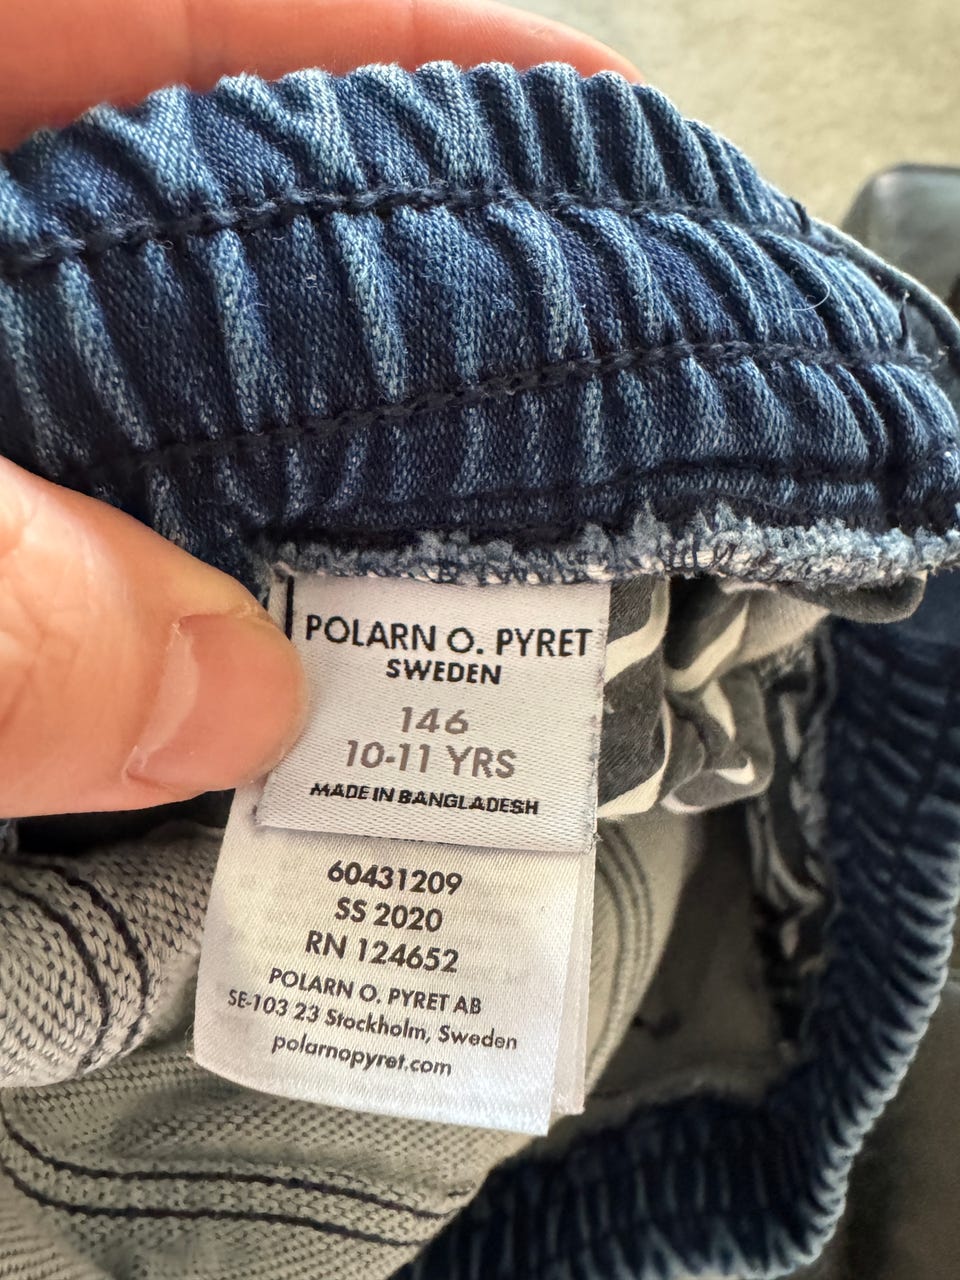 POLARN O. PYRET
SWEDEN
146
10-11 YRS
MADE IN BANGLADESH
60431209
SS 2020
RN 124652
POLARN O. PYRET AB
SE-103 23 Stockholm, Sweden
polarnopyret.com